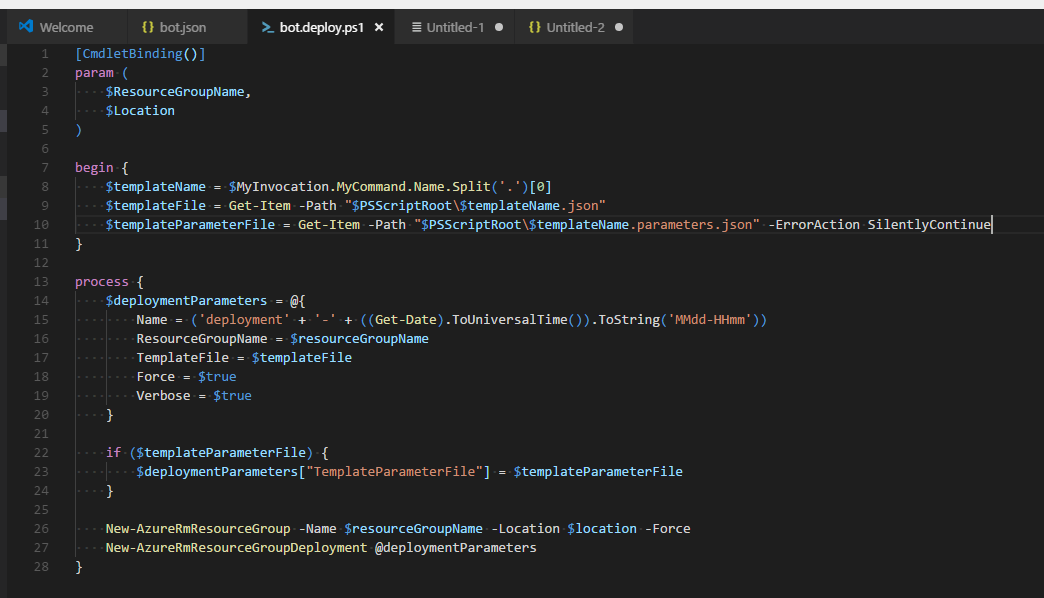 Welcome bot.json bot.deploy.ps1 × Untitled-1 ● Untitled-2 ●
1 [CmdletBinding()]
2 param (
3 $ResourceGroupName,
4 $Location
5 )
6
7 begin {
8 $templateName = $MyInvocation.MyCommand.Name.Split('.')[0]
9 $templateFile = Get-Item -Path "$PSScriptRoot\$templateName.json"
10 $templateParameterFile = Get-Item -Path "$PSScriptRoot\$templateName.parameters.json" -ErrorAction SilentlyContinue
11 }
12
13 process {
14 $deploymentParameters = @{
15 Name = ('deployment' + '-' + ((Get-Date).ToUniversalTime()).ToString('MMdd-HHmm'))
16 ResourceGroupName = $resourceGroupName
17 TemplateFile = $templateFile
18 Force = $true
19 Verbose = $true
20 }
21
22 if ($templateParameterFile) {
23 $deploymentParameters["TemplateParameterFile"] = $templateParameterFile
24 }
25
26 New-AzureRmResourceGroup -Name $resourceGroupName -Location $location -Force
27 New-AzureRmResourceGroupDeployment @deploymentParameters
28 }